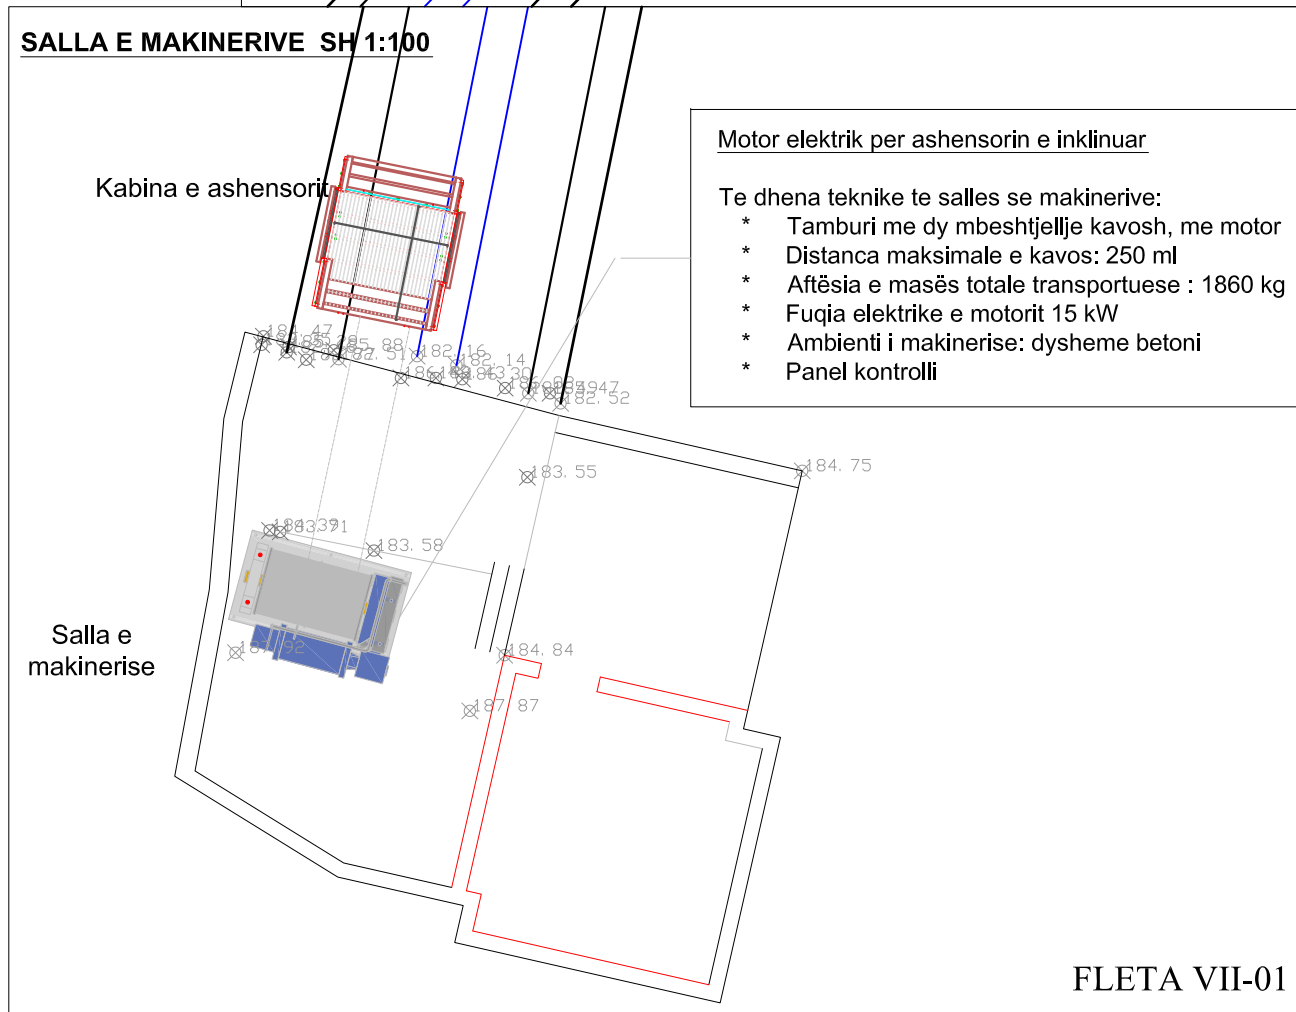 SALLA E MAKINERIVE SH 1:100
Motor elektrik per ashensorin e inklinuar
Kabina e ashensorit
Te dhena teknike te salles se makinerive:
* Tamburi me dy mbeshtjellje kavosh, me motor
* Distanca maksimale e kavos: 250 ml
* Aftësia e masës totale transportuese : 1860 kg
* Fuqia elektrike e motorit 15 kW
* Ambienti i makinerise: dysheme betoni
* Panel kontrolli
182.16
182.14
182.52
184.75
183.55
183.58
Salla e
makinerise
187.92
184.84
187.87
FLETA VII-01